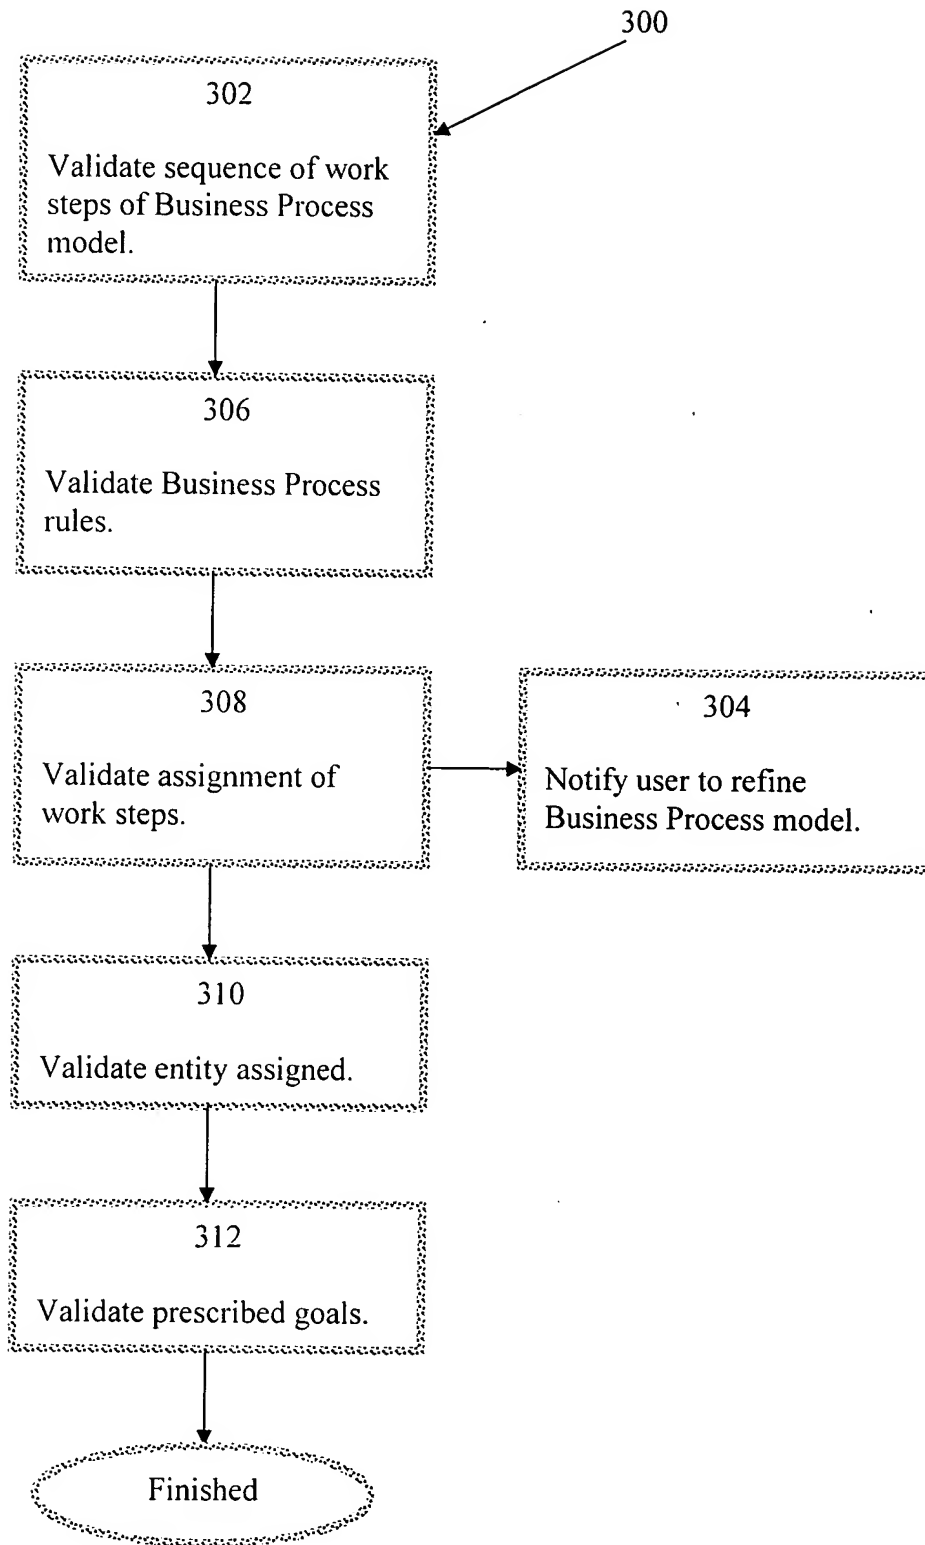 300
302
Validate sequence of work
steps of Business Process
model.
306
Validate Business Process
rules.
308
Validate assignment of
work steps.
304
Notify user to refine
Business Process model.
310
Validate entity assigned.
312
Validate prescribed goals.
Finished